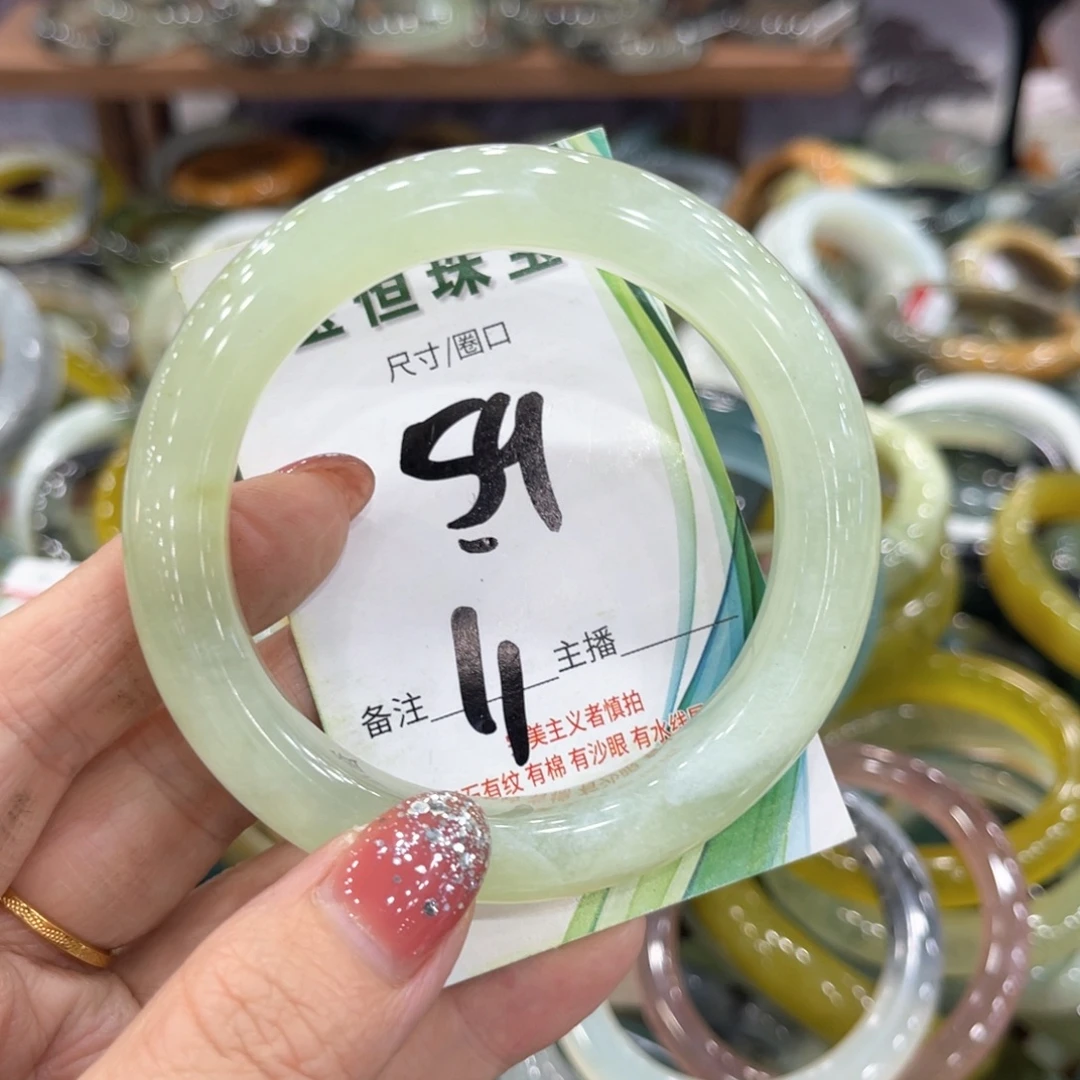 恒珠宝
尺寸/圈口
11
备注 主播
美主义者慎拍
石有纹 有棉 有沙眼 有水线